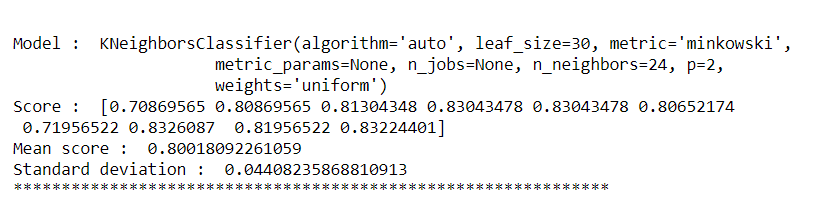 Model :  KNeighborsClassifier(algorithm='auto', leaf_size=30, metric='minkowski',
                     metric_params=None, n_jobs=None, n_neighbors=24, p=2,
                     weights='uniform')
Score :  [0.70869565 0.80869565 0.81304348 0.83043478 0.83043478 0.80652174
 0.71956522 0.8326087  0.81956522 0.83224401]
Mean score :  0.80018092261059
Standard deviation :  0.04408235868810913
*************************************************************